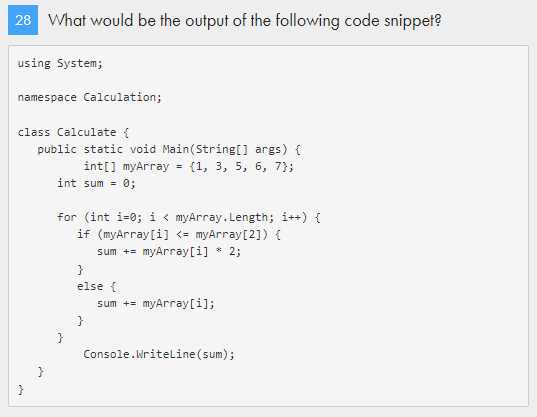 28 What would be the output of the following code snippet?
using System;
namespace Calculation;
class Calculate {
public static void Main(String[] args) {
int[] myArray = {1, 3, 5, 6, 7};
int sum = 0;
for (int i=0; i < myArray.Length; i++) {
if (myArray[i] <= myArray[2]) {
sum += myArray[i] * 2;
}
else {
sum += myArray[i];
}
}
Console.WriteLine(sum);
}
}